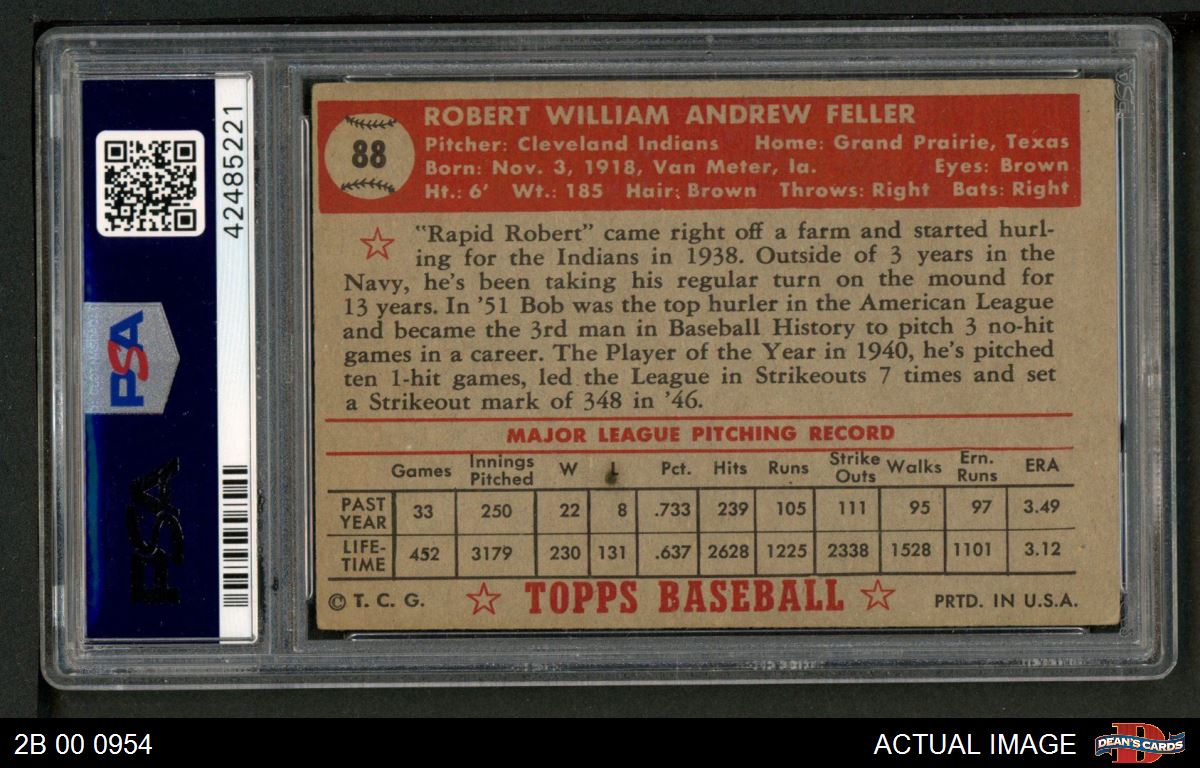 42485221
PSA
PSA
88
ROBERT WILLIAM ANDREW FELLER
Pitcher: Cleveland Indians Home: Grand Prairie, Texas
Born: Nov. 3, 1918, Van Meter, Ia. Eyes: Brown
Ht.: 6' Wt.: 185 Hair: Brown Throws: Right Bats: Right
"Rapid Robert" came right off a farm and started hurl-
ing for the Indians in 1938. Outside of 3 years in the
Navy, he's been taking his regular turn on the mound for
13 years. In '51 Bob was the top hurler in the American League
and became the 3rd man in Baseball History to pitch 3 no-hit
games in a career. The Player of the Year in 1940, he's pitched
ten 1-hit games, led the League in Strikeouts 7 times and set
a Strikeout mark of 348 in '46.
MAJOR LEAGUE PITCHING RECORD
Games Innings Pitched W L Pct. Hits Runs Strike Outs Walks Ern. Runs ERA
PAST YEAR 33 250 22 8 .733 239 105 111 95 97 3.49
LIFE-TIME 452 3179 230 131 .637 2628 1225 2338 1528 1101 3.12
© T. C. G. TOPPS BASEBALL PRTD. IN U.S.A.
2B 00 0954
ACTUAL IMAGE
DEAN'S CARDS